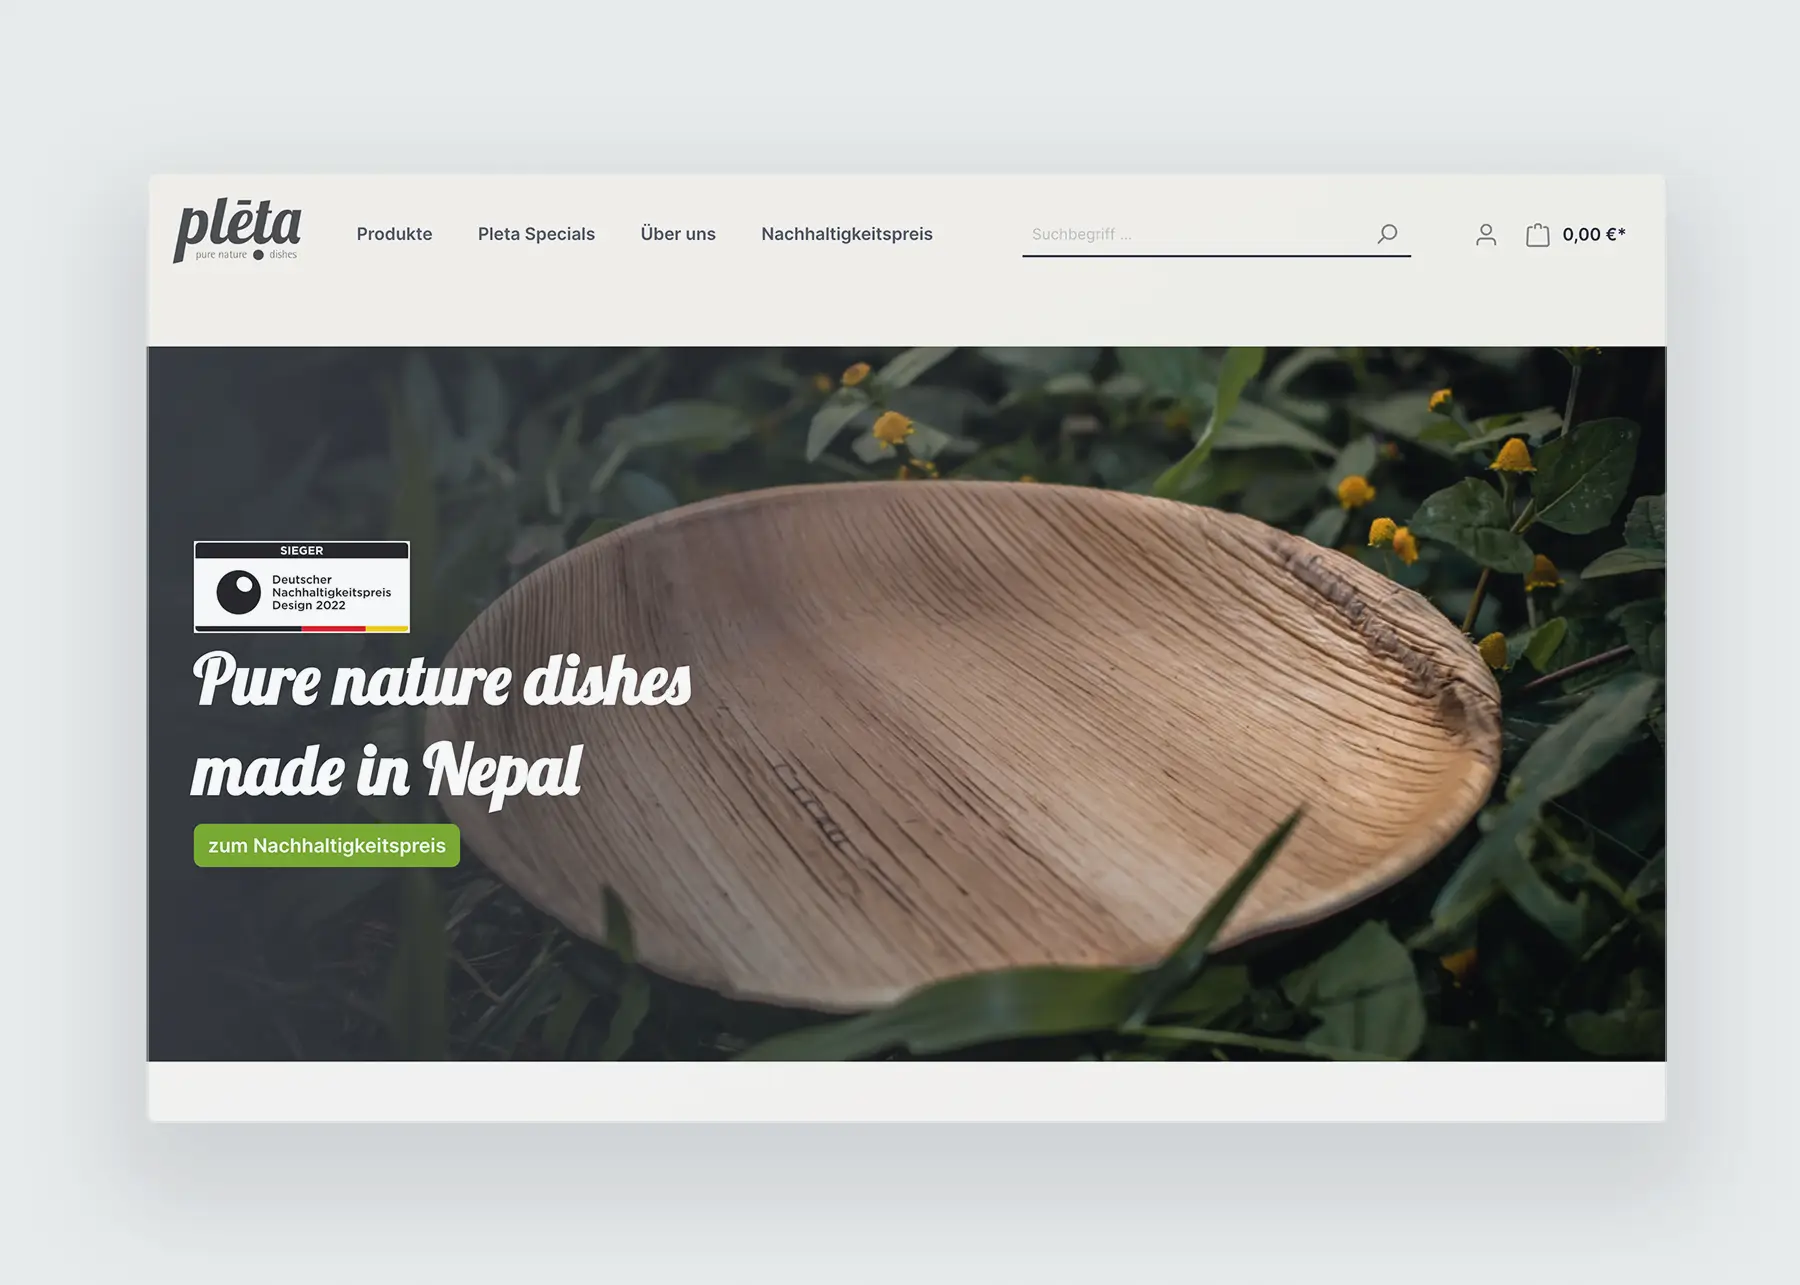 plēta
pure nature dishes
Produkte
Pleta Specials
Über uns
Nachhaltigkeitspreis
Suchbegriff ...
0,00 €*
SIEGER
Deutscher
Nachhaltigkeitspreis
Design 2022
Pure nature dishes
made in Nepal
zum Nachhaltigkeitspreis